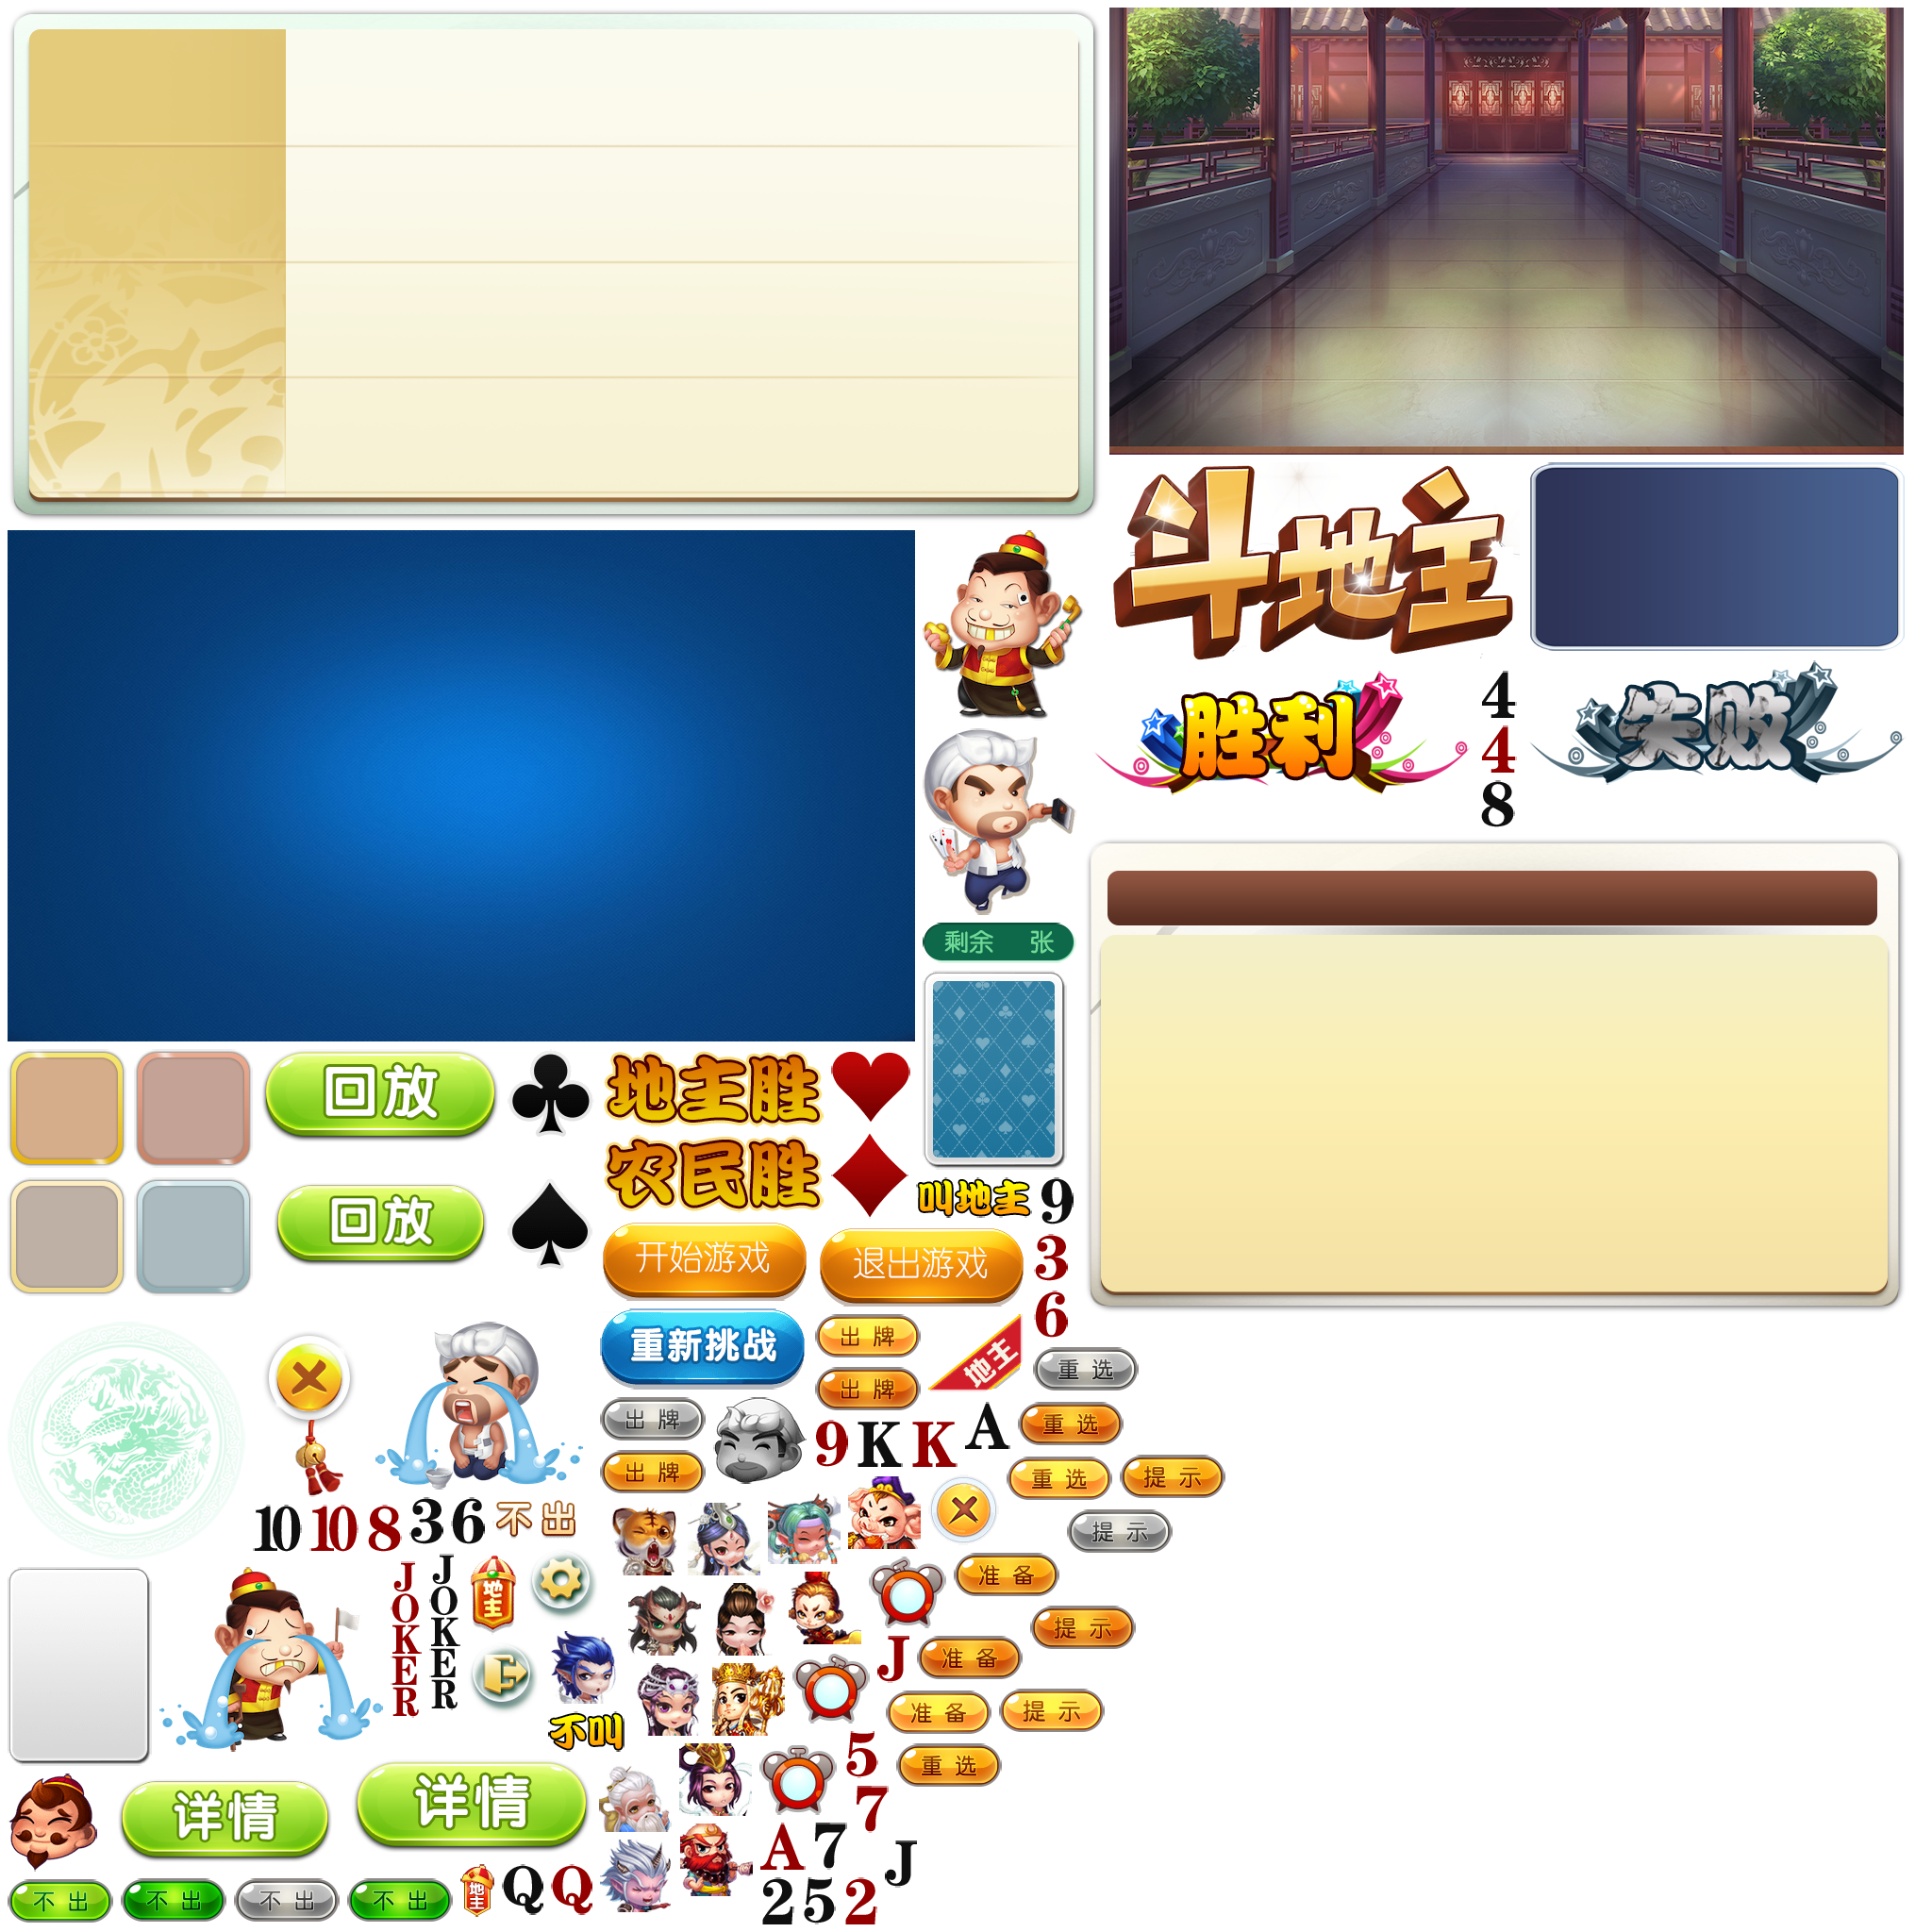 斗地主
胜利
4
4
8
失败
剩余 张
回放
地主胜
农民胜
回放
叫地主
9
开始游戏
退出游戏
3
6
重新挑战
出牌
出牌
地主
重选
出牌
9
K
K
A
重选
出牌
重选
提示
10
10
8
3
6
不出
提示
JOKER
JOKER
地主
准备
提示
J
准备
不叫
准备
提示
5
重选
详情
详情
7
A
7
J
不出
不出
不出
不出
地主
Q
Q
2
5
2